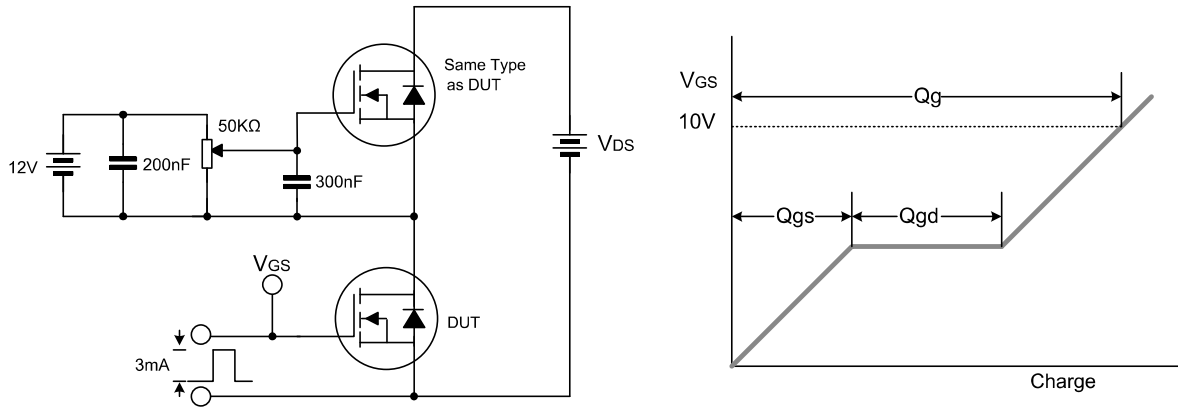 Same Type
as DUT
50KΩ
12V
200nF
300nF
VDS
VGS
DUT
3mA
VGS
Qg
10V
Qgs
Qgd
Charge